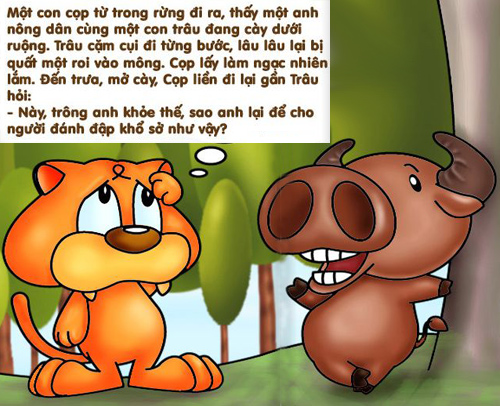 Một con cọp từ trong rừng đi ra, thấy một anh
nông dân cùng một con trâu đang cày dưới
ruộng. Trâu cặm cụi đi từng bước, lâu lâu lại bị
quất một roi vào mông. Cọp lấy làm ngạc nhiên
lắm. Đến trưa, mở cày, Cọp liền đi lại gần Trâu
hỏi:
- Này, trông anh khỏe thế, sao anh lại để cho
người đánh đập khổ sở như vậy?